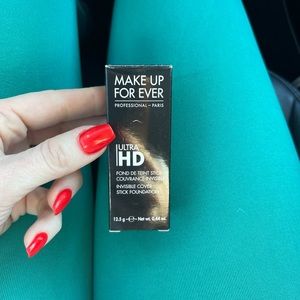 MAKE UP
FOR EVER
PROFESSIONAL – PARIS
ULTRA
HD
FOND DE TEINT STICK
COUVRANCE INVISIBLE
INVISIBLE COVER
STICK FOUNDATION
12.5 g - e - Net wt. 0.44 oz.